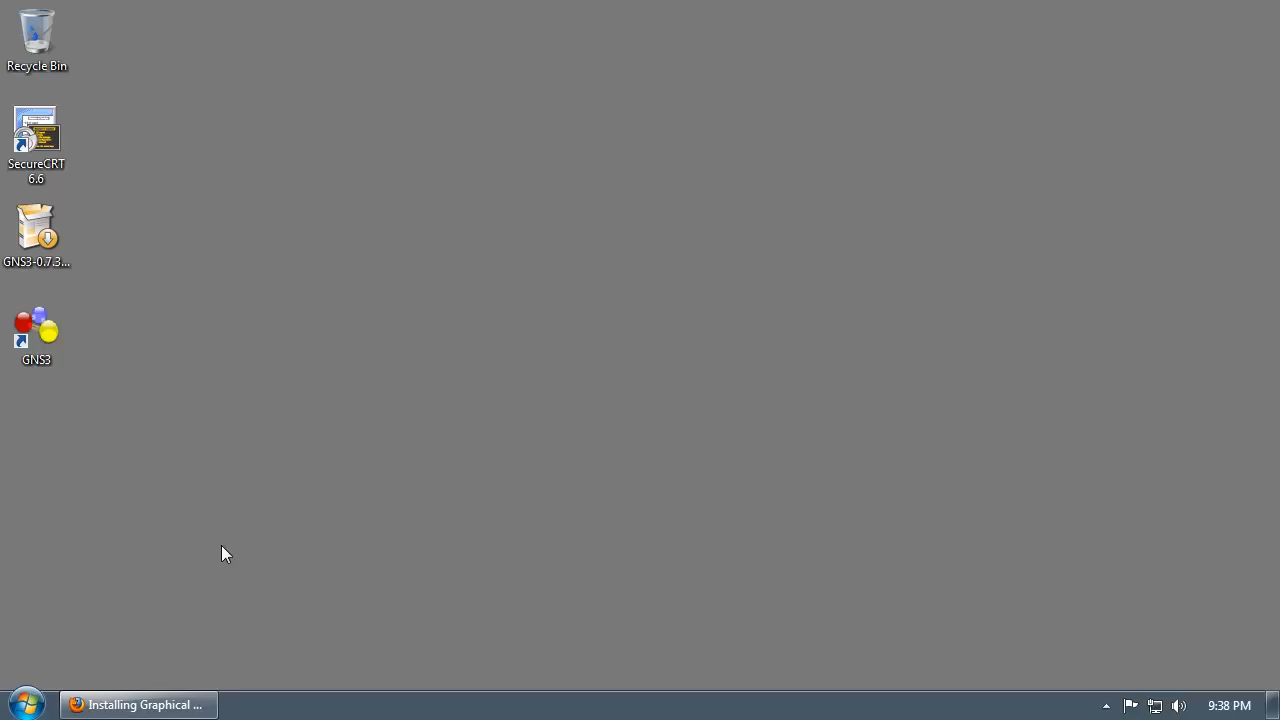 Recycle Bin
SecureCRT
6.6
GNS3-0.7.3...
GNS3
Installing Graphical ...
9:38 PM